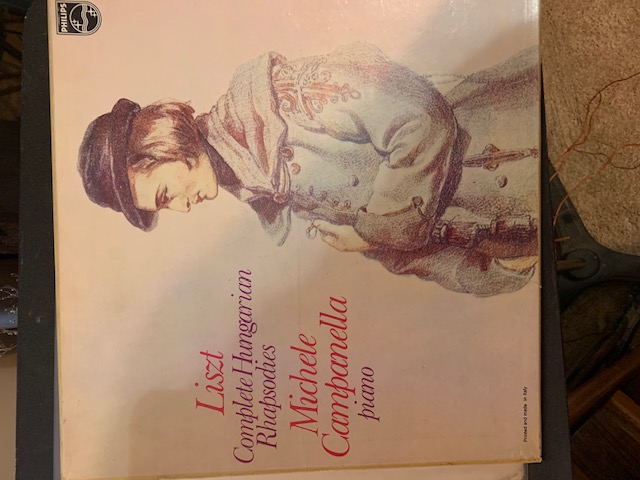 PHILIPS
Liszt
Complete Hungarian
Rhapsodies
Michele
Campanella
piano
Printed and made in Italy